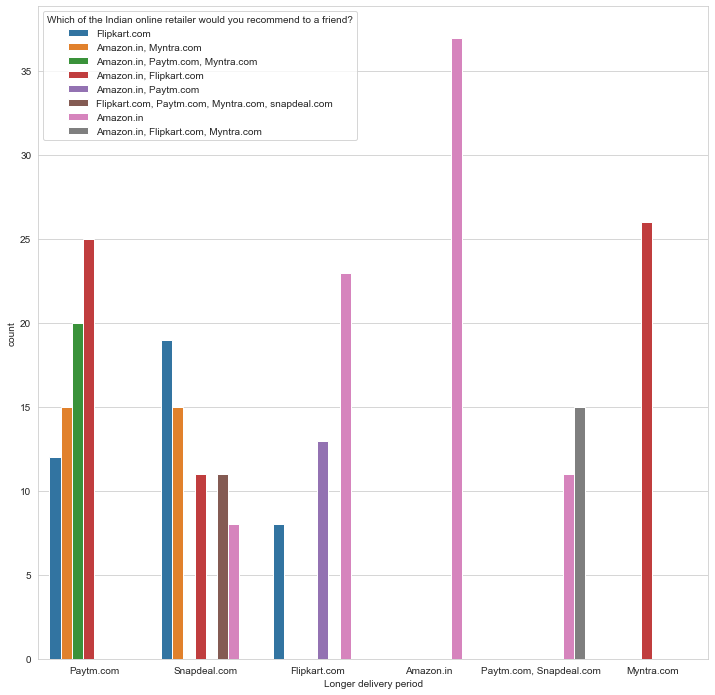 Which of the Indian online retailer would you recommend to a friend?
Flipkart.com
Amazon.in, Myntra.com
Amazon.in, Paytm.com, Myntra.com
Amazon.in, Flipkart.com
Amazon.in, Paytm.com
Flipkart.com, Paytm.com, Myntra.com, snapdeal.com
Amazon.in
Amazon.in, Flipkart.com, Myntra.com
35
30
25
20
15
10
5
0
count
Paytm.com
Snapdeal.com
Flipkart.com
Amazon.in
Paytm.com, Snapdeal.com
Myntra.com
Longer delivery period